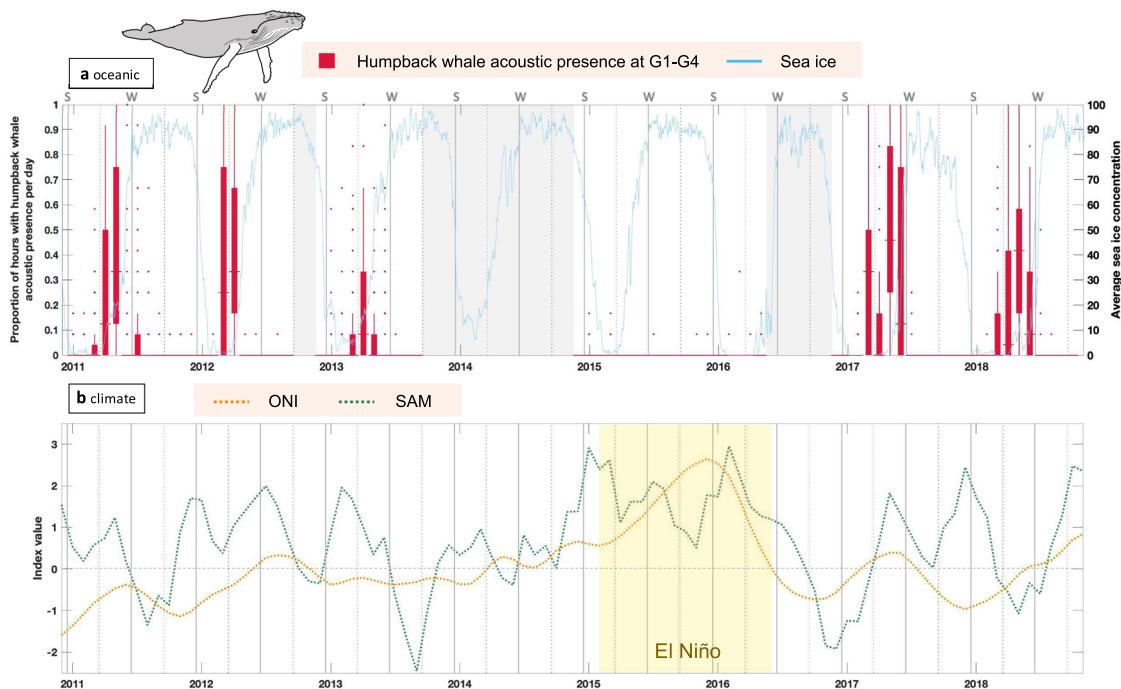 a oceanic
Humpback whale acoustic presence at G1-G4
Sea ice
S W S W S W S W S W S W S W S W
Proportion of hours with humpback whale
acoustic presence per day
1
0.9
0.8
0.7
0.6
0.5
0.4
0.3
0.2
0.1
0
100
90
80
70
60
50
40
30
20
10
0
Average sea ice concentration
2011 2012 2013 2014 2015 2016 2017 2018
b climate
ONI
SAM
Index value
3
2
1
0
-1
-2
El Niño
2011 2012 2013 2014 2015 2016 2017 2018